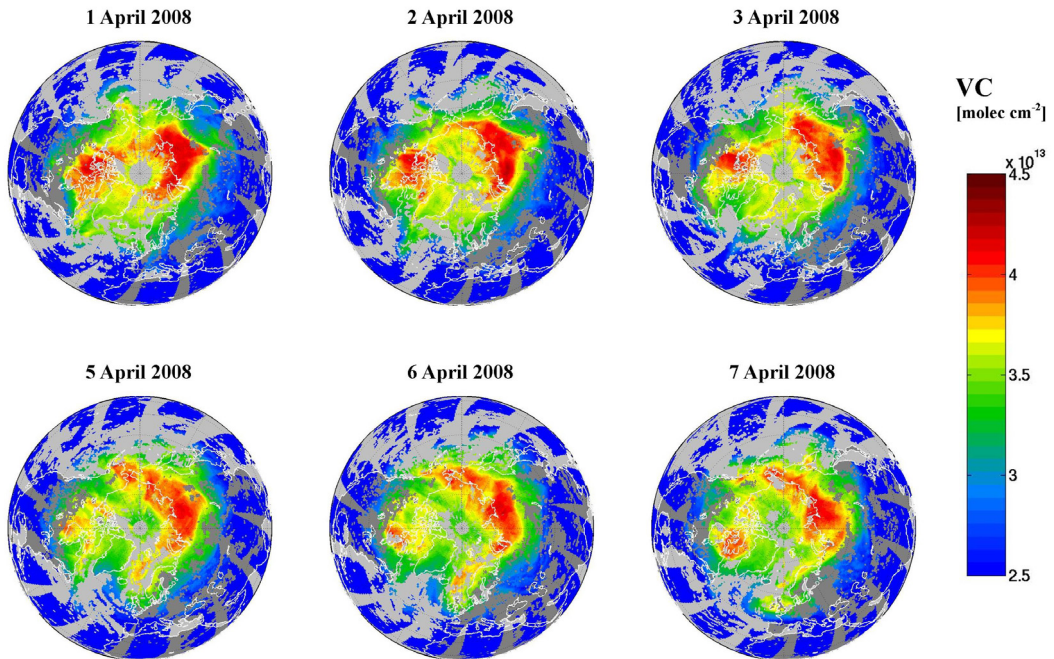 1 April 2008
2 April 2008
3 April 2008
VC
[molec cm⁻²]
x 10¹³
4.5
4
3.5
3
2.5
5 April 2008
6 April 2008
7 April 2008